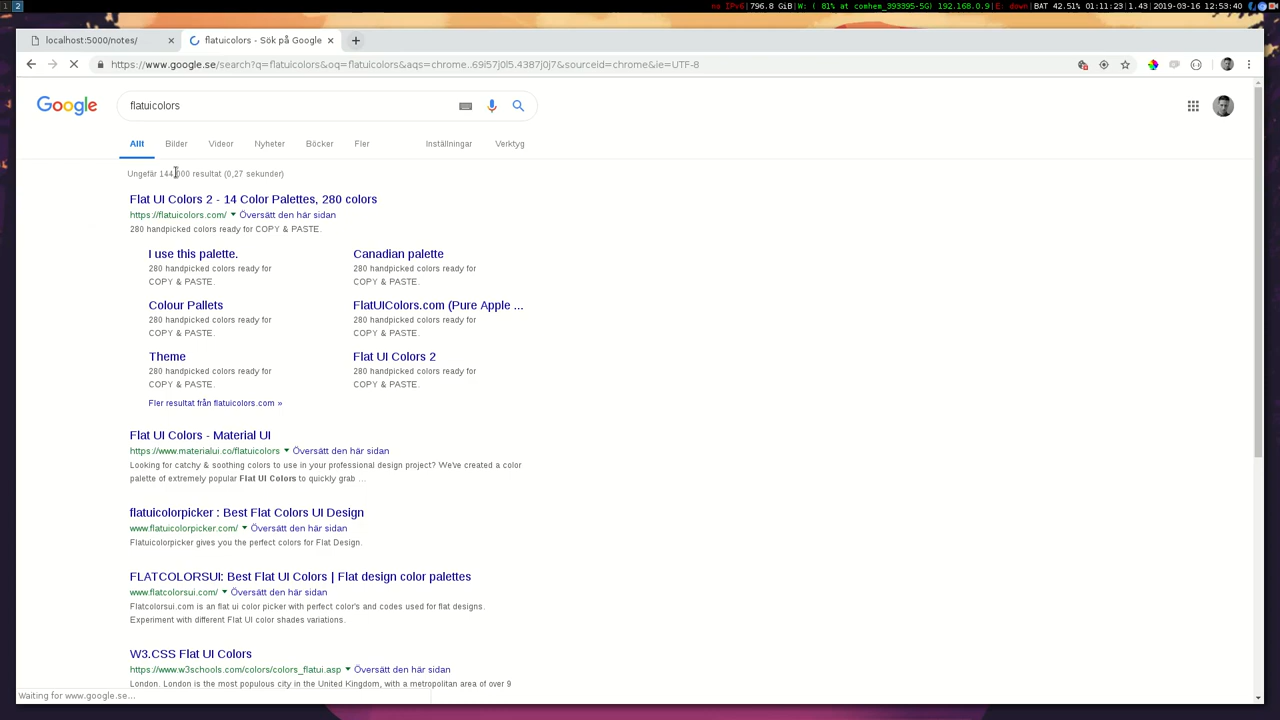 1 2 no IPv6|796.8 GiB|W: ( 81% at comhem_393395-5G) 192.168.0.9|E: down|BAT 42.51% 01:11:23|1.43|2019-03-16 12:53:40
localhost:5000/notes/ flatuicolors - Sök på Google
https://www.google.se/search?q=flatuicolors&oq=flatuicolors&aqs=chrome..69i57j0l5.4387j0j7&sourceid=chrome&ie=UTF-8
Google flatuicolors
Allt Bilder Videor Nyheter Böcker Fler Inställningar Verktyg
Ungefär 144 000 resultat (0,27 sekunder)
Flat UI Colors 2 - 14 Color Palettes, 280 colors
https://flatuicolors.com/ Översätt den här sidan
280 handpicked colors ready for COPY & PASTE.
I use this palette. Canadian palette
280 handpicked colors ready for 280 handpicked colors ready for
COPY & PASTE. COPY & PASTE.
Colour Pallets FlatUIColors.com (Pure Apple ...
280 handpicked colors ready for 280 handpicked colors ready for
COPY & PASTE. COPY & PASTE.
Theme Flat UI Colors 2
280 handpicked colors ready for 280 handpicked colors ready for
COPY & PASTE. COPY & PASTE.
Fler resultat från flatuicolors.com »
Flat UI Colors - Material UI
https://www.materialui.co/flatuicolors Översätt den här sidan
Looking for catchy & soothing colors to use in your professional design project? We've created a color
palette of extremely popular Flat UI Colors to quickly grab ...
flatuicolorpicker : Best Flat Colors UI Design
www.flatuicolorpicker.com/ Översätt den här sidan
Flatuicolorpicker gives you the perfect colors for Flat Design.
FLATCOLORSUI: Best Flat UI Colors | Flat design color palettes
www.flatcolorsui.com/ Översätt den här sidan
Flatcolorsui.com is an flat ui color picker with perfect color's and codes used for flat designs.
Experiment with different Flat UI color shades variations.
W3.CSS Flat UI Colors
https://www.w3schools.com/colors/colors_flatui.asp Översätt den här sidan
London. London is the most populous city in the United Kingdom, with a metropolitan area of over 9
Waiting for www.google.se...